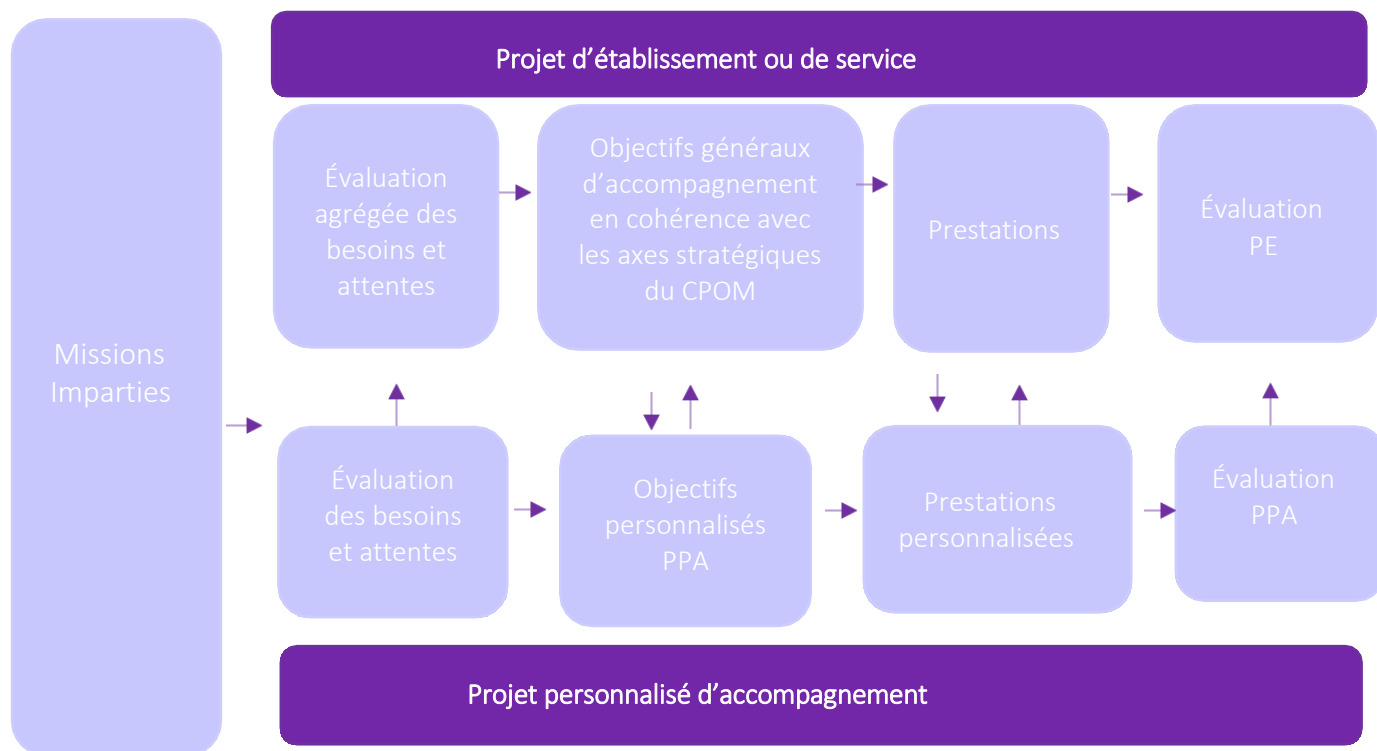 Projet d’établissement ou de service
Évaluation
agrégée des
besoins et
attentes
Objectifs généraux
d’accompagnement
en cohérence avec
les axes stratégiques
du CPOM
Prestations
Évaluation
PE
Missions
Imparties
Évaluation
des besoins
et attentes
Objectifs
personnalisés
PPA
Prestations
personnalisées
Évaluation
PPA
Projet personnalisé d’accompagnement